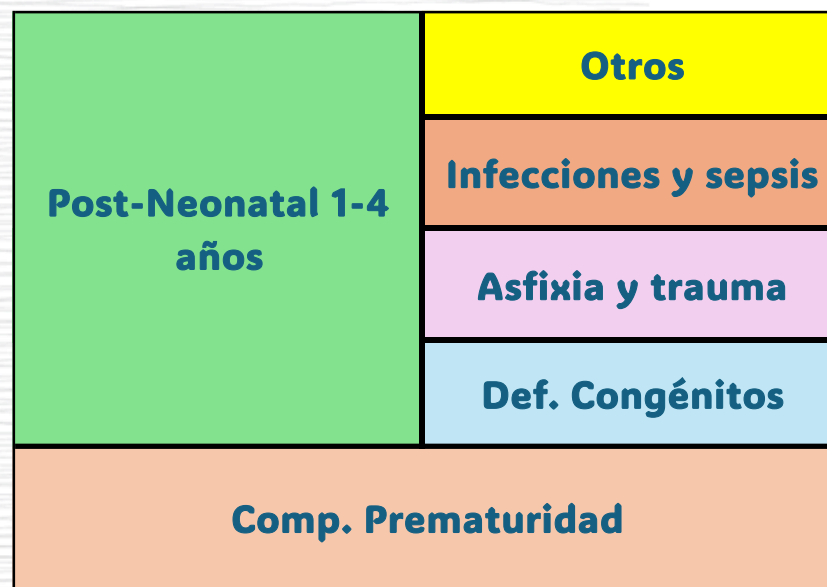 Post-Neonatal 1-4
años
Otros
Infecciones y sepsis
Asfixia y trauma
Def. Congénitos
Comp. Prematuridad